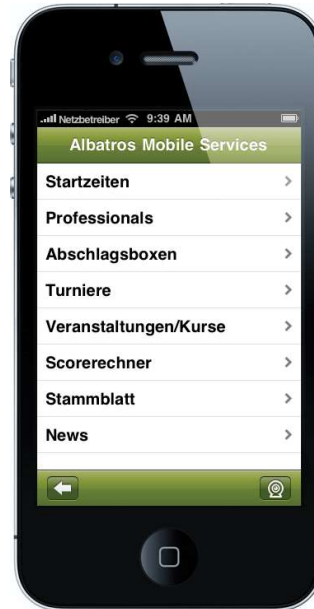 Netzbetreiber 9:39 AM
Albatros Mobile Services
Startzeiten
Professionals
Abschlagsboxen
Turniere
Veranstaltungen/Kurse
Scorerechner
Stammblatt
News